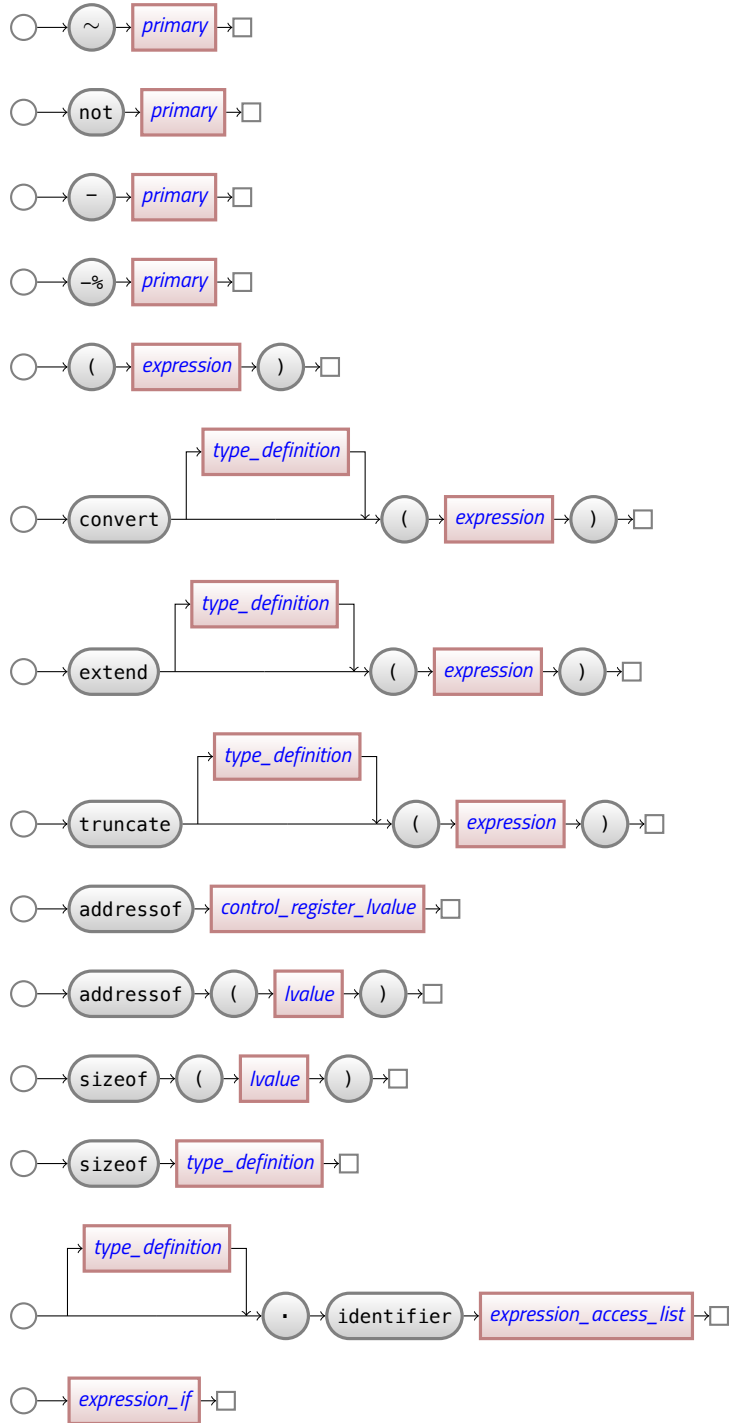 ~ primary
not primary
- primary
-% primary
( expression )
type_definition
convert ( expression )
type_definition
extend ( expression )
type_definition
truncate ( expression )
addressof control_register_lvalue
addressof ( lvalue )
sizeof ( lvalue )
sizeof type_definition
type_definition
. identifier expression_access_list
expression_if